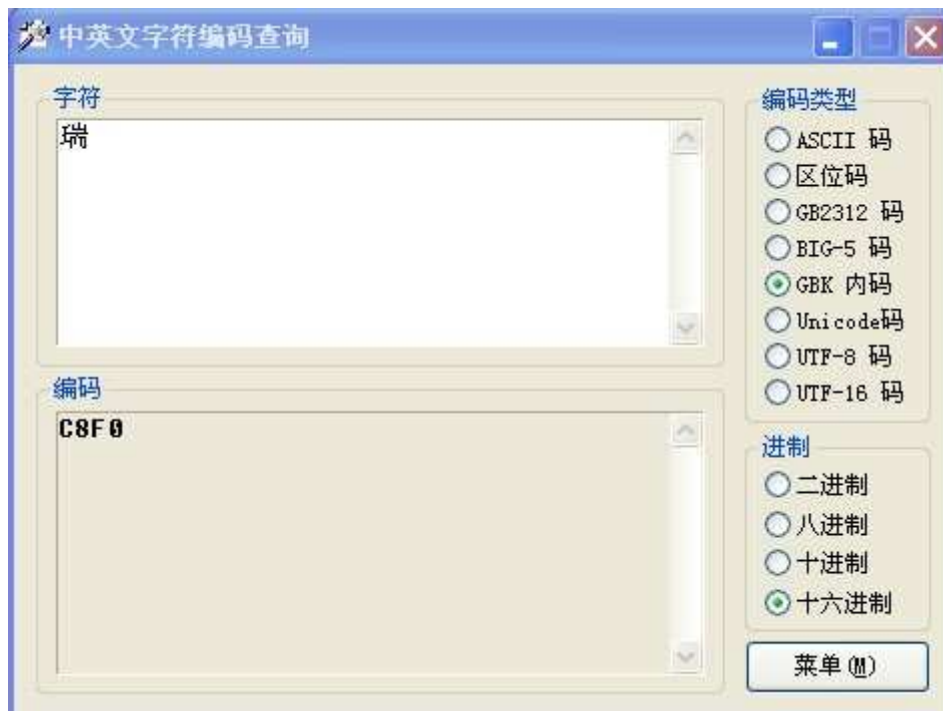 中英文字符编码查询
字符
瑞
编码
C8F0
编码类型
ASCII 码
区位码
GB2312 码
BIG-5 码
GBK 内码
Unicode码
UTF-8 码
UTF-16 码
进制
二进制
八进制
十进制
十六进制
菜单(M)